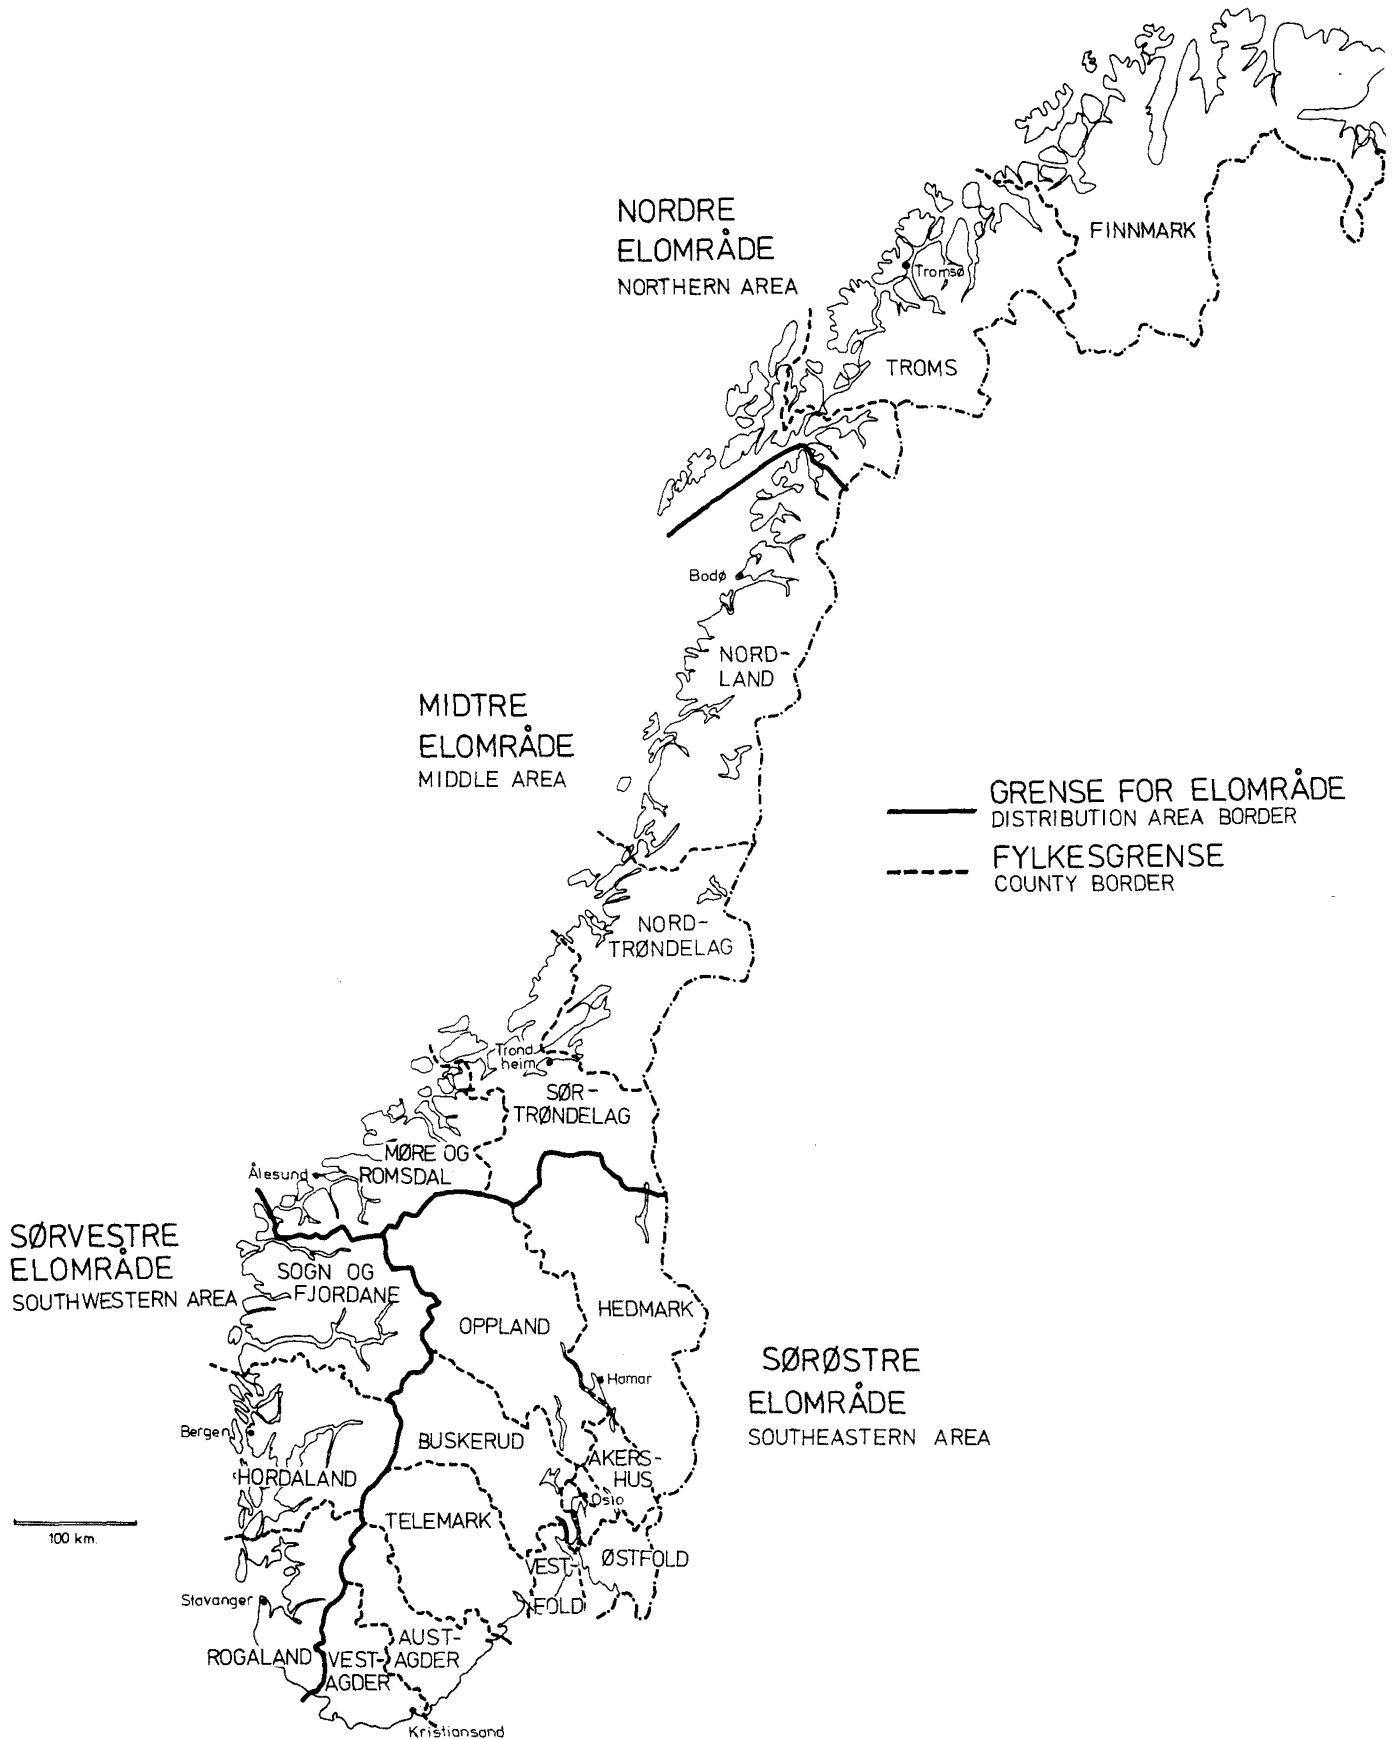 NORDRE
ELOMRÅDE
NORTHERN AREA
FINNMARK
Tromsø
TROMS
Bodø
NORD-
LAND
MIDTRE
ELOMRÅDE
MIDDLE AREA
GRENSE FOR ELOMRÅDE
DISTRIBUTION AREA BORDER
FYLKESGRENSE
COUNTY BORDER
NORD-
TRØNDELAG
Trond
heim
SØR-
TRØNDELAG
MØRE OG
ROMSDAL
Ålesund
SØRVESTRE
ELOMRÅDE
SOUTHWESTERN AREA
SOGN OG
FJORDANE
OPPLAND
HEDMARK
SØRØSTRE
ELOMRÅDE
SOUTHEASTERN AREA
Hamar
Bergen
BUSKERUD
AKERS-
HUS
HORDALAND
Oslo
TELEMARK
100 km.
VEST-
FOLD
ØSTFOLD
Stavanger
ROGALAND
VEST-
AGDER
AUST-
AGDER
Kristiansand